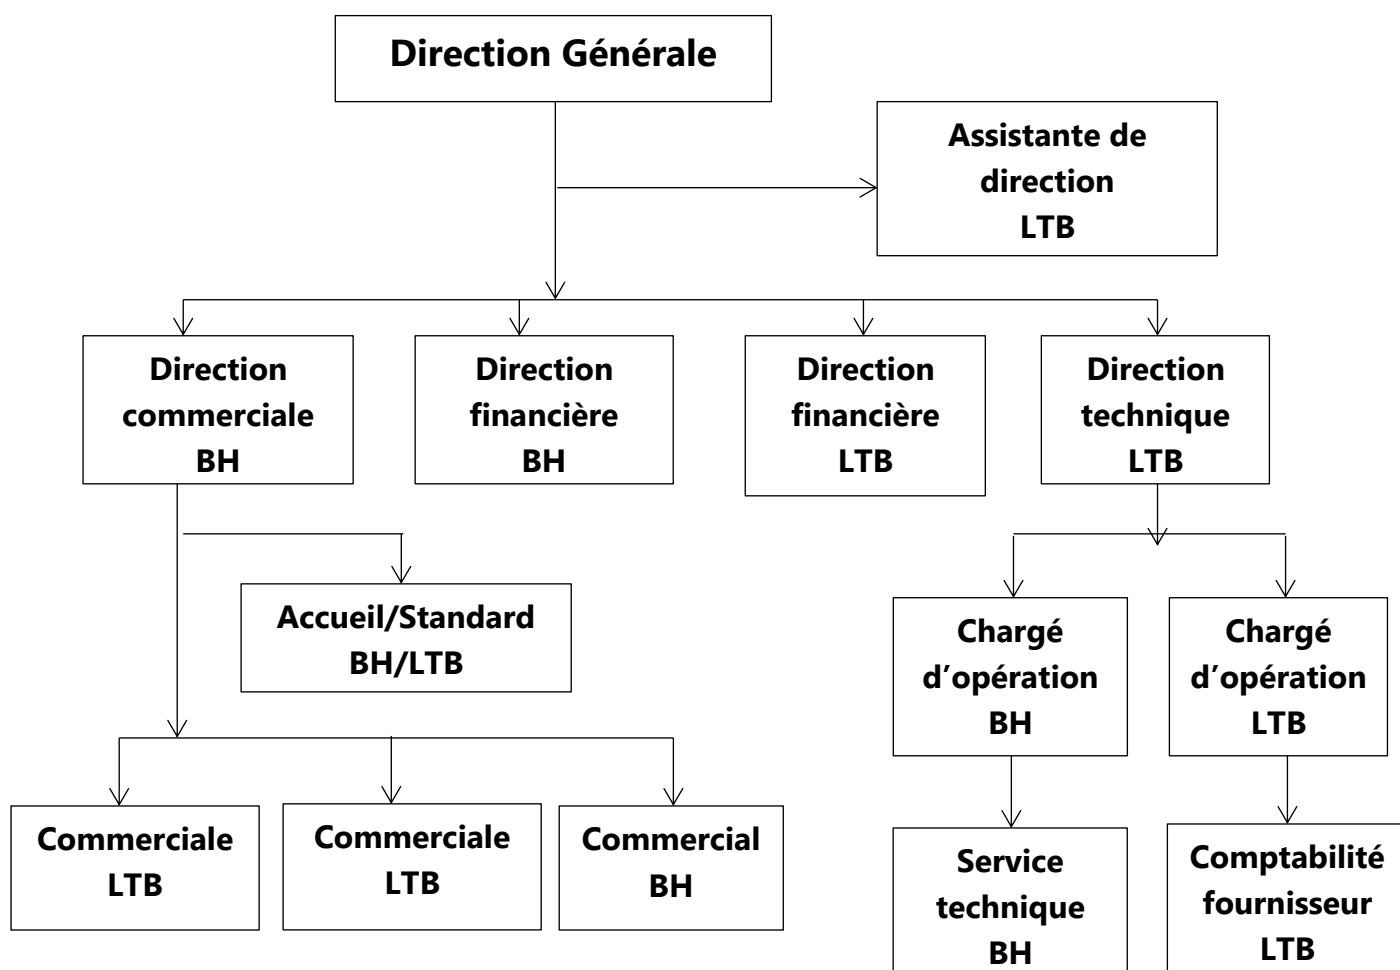 Direction Générale
Assistante de
direction
LTB
Direction
commerciale
BH
Direction
financière
BH
Direction
financière
LTB
Direction
technique
LTB
Accueil/Standard
BH/LTB
Chargé
d’opération
BH
Chargé
d’opération
LTB
Commerciale
LTB
Commerciale
LTB
Commercial
BH
Service
technique
BH
Comptabilité
fournisseur
LTB